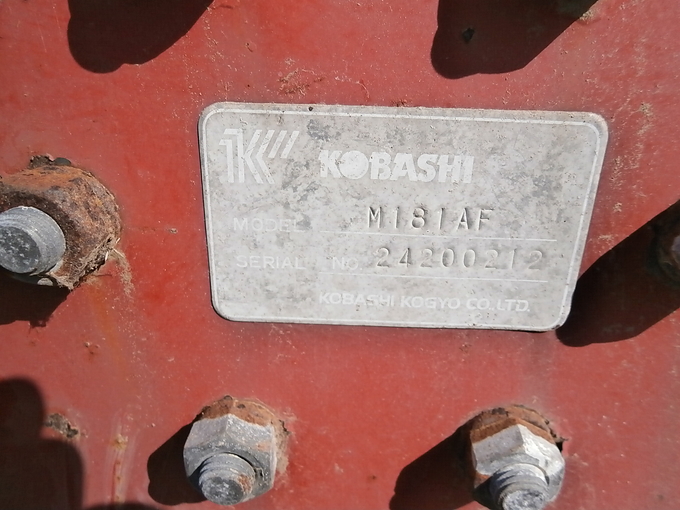 K KOBASHI
MODEL M181AF
SERIAL NO. 24200212
KOBASHI KOGYO CO.,LTD.